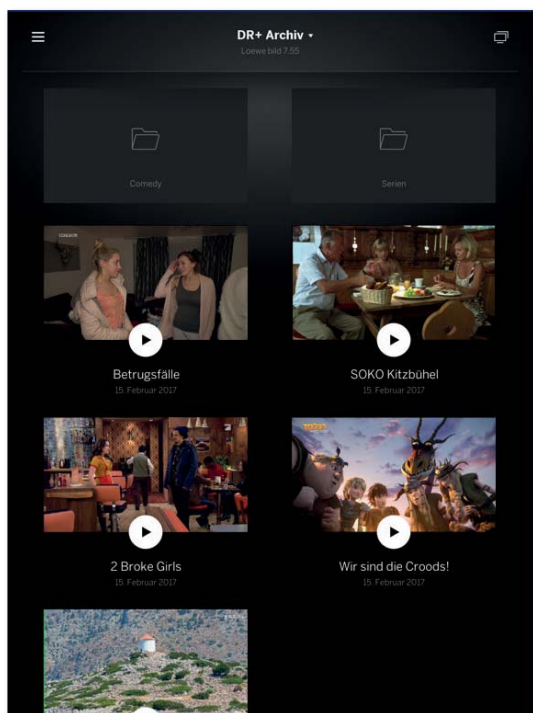 DR+ Archiv
Loewe bild 7.55
Comedy
Serien
Betrugsfälle
15. Februar 2017
SOKO Kitzbühel
15. Februar 2017
2 Broke Girls
15. Februar 2017
Wir sind die Croods!
15. Februar 2017